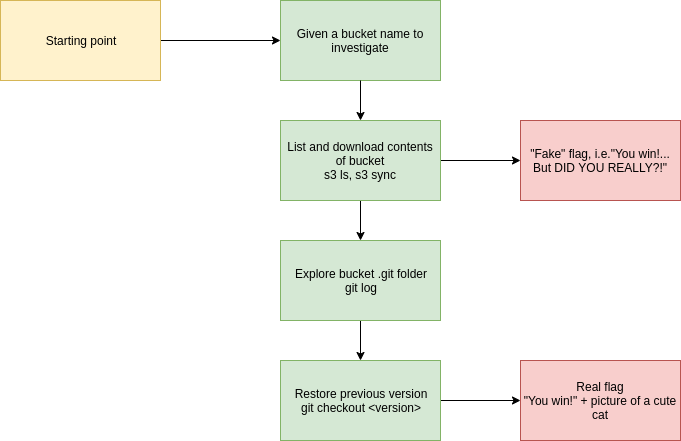 Starting point
Given a bucket name to
investigate
List and download contents
of bucket
s3 ls, s3 sync
"Fake" flag, i.e."You win!...
But DID YOU REALLY?!"
Explore bucket .git folder
git log
Restore previous version
git checkout <version>
Real flag
"You win!" + picture of a cute
cat